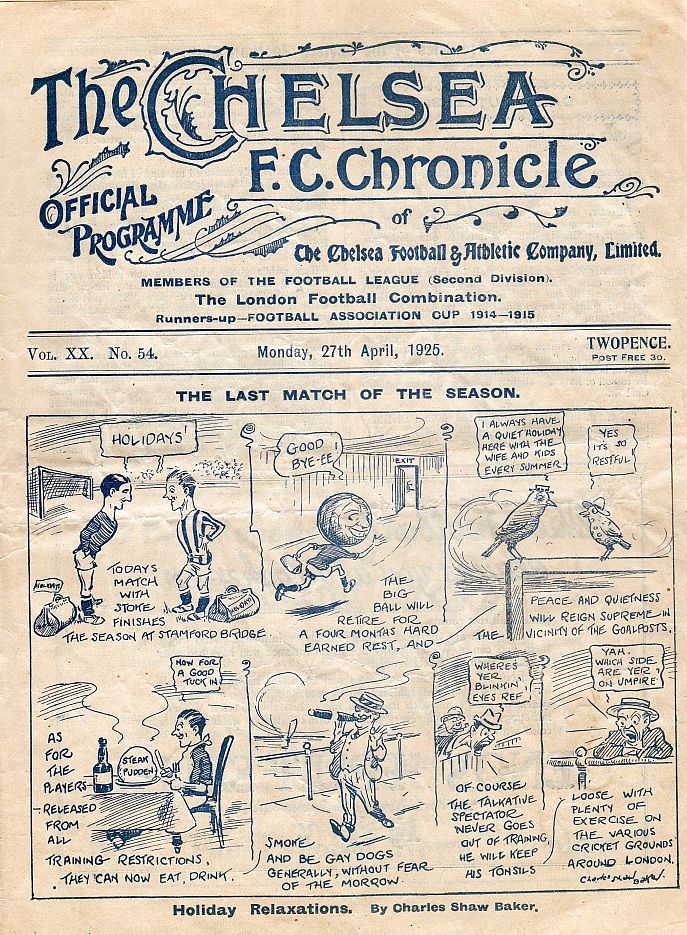 The CHELSEA
F.C. Chronicle
OFFICIAL
PROGRAMME
of
The Chelsea Football & Athletic Company, Limited.
MEMBERS OF THE FOOTBALL LEAGUE (Second Division).
The London Football Combination.
Runners-up—FOOTBALL ASSOCIATION CUP 1914—1915
VOL. XX. No. 54.
Monday, 27th April, 1925.
TWOPENCE.
POST FREE 3D.
THE LAST MATCH OF THE SEASON.
HOLIDAYS!
HOLIDAYS
HOLIDAYS
TODAYS
MATCH
WITH
STOKE
FINISHES
THE SEASON AT STAMFORD BRIDGE.
GOOD
BYE-EE!
EXIT
THE
BIG
BALL WILL
RETIRE FOR
A FOUR MONTHS HARD
EARNED REST, AND
I ALWAYS HAVE
A QUIET HOLIDAY
HERE WITH THE
WIFE AND KIDS
EVERY SUMMER
YES
IT'S SO
RESTFUL!
PEACE AND QUIETNESS
WILL REIGN SUPREME IN
THE VICINITY OF THE GOALPOSTS.
NOW FOR
A GOOD
TUCK IN
STEAK
PUDDEN
AS
FOR
THE
PLAYERS—
—RELEASED
FROM
ALL
TRAINING RESTRICTIONS,
THEY CAN NOW EAT, DRINK,
SMOKE
AND BE GAY DOGS
GENERALLY, WITHOUT FEAR
OF THE MORROW.
WHERES
YER
BLINKIN'
EYES REF
OF COURSE
THE TALKATIVE
SPECTATOR
NEVER GOES
OUT OF TRAINING,
HE WILL KEEP
HIS TONSILS
YAH.
WHICH SIDE
ARE YER
ON UMPIRE
LOOSE WITH
PLENTY OF
EXERCISE ON
THE VARIOUS
CRICKET GROUNDS
AROUND LONDON.
Charles Shaw
Baker.
Holiday Relaxations. By Charles Shaw Baker.